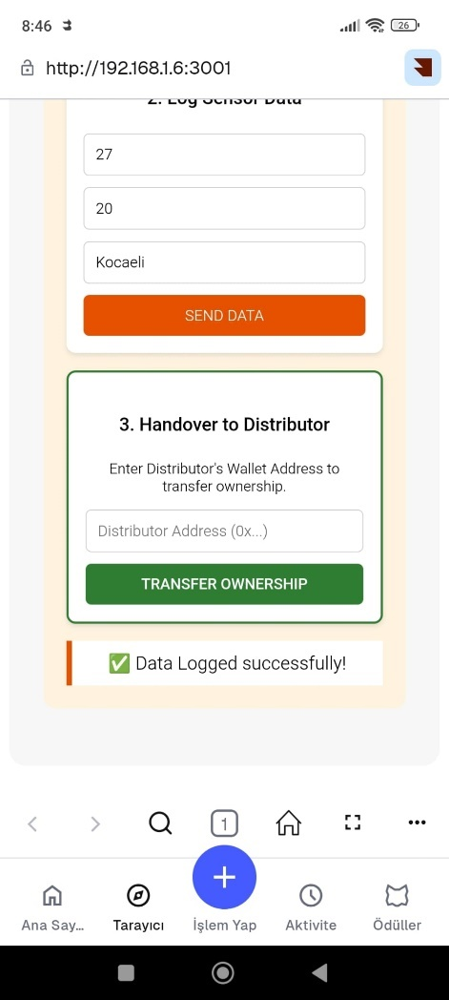 8:46
26
http://192.168.1.6:3001
2. Log Sensor Data
27
20
Kocaeli
SEND DATA
3. Handover to Distributor
Enter Distributor's Wallet Address to
transfer ownership.
Distributor Address (0x...)
TRANSFER OWNERSHIP
✅ Data Logged successfully!
1
Ana Say...
Tarayıcı
İşlem Yap
Aktivite
Ödüller